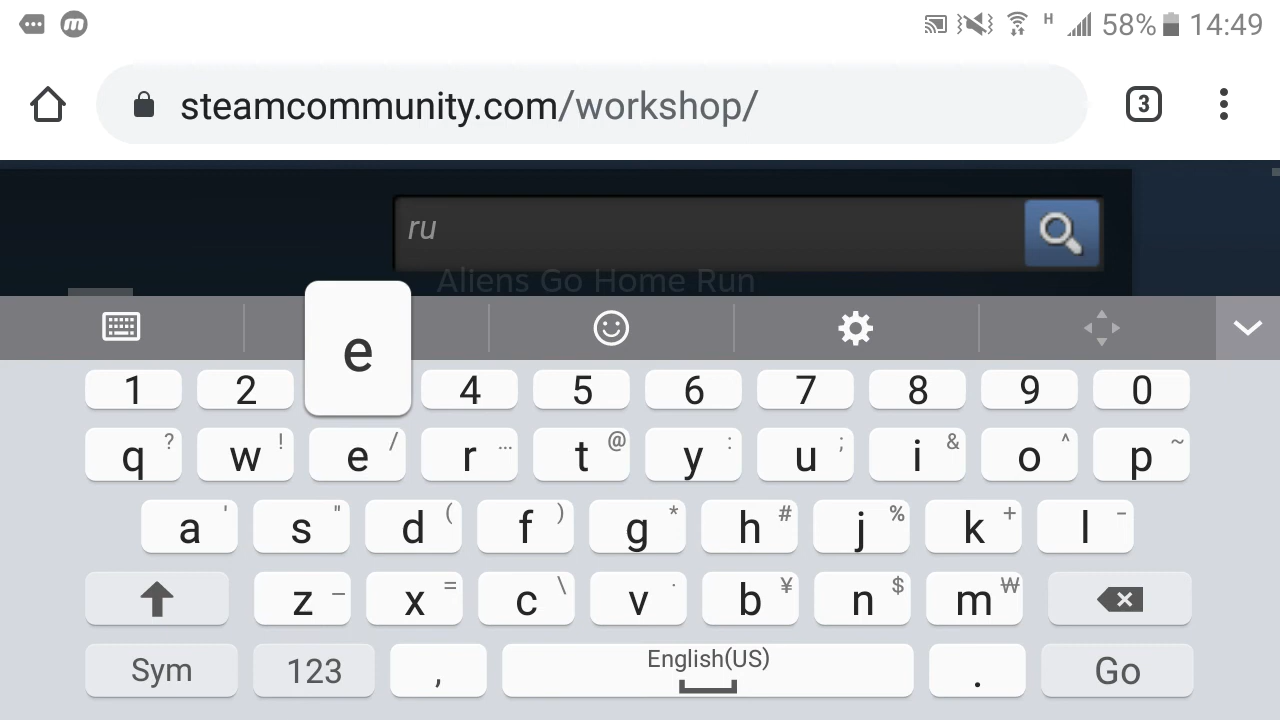 H 58% 14:49
steamcommunity.com/workshop/ 3
ru
Aliens Go Home Run
e
1 2 4 5 6 7 8 9 0
q ? w ! e / r ... t @ y : u ; i & o ^ p ~
a ' s " d ( f ) g * h # j % k + l -
z – x = c \ v · b ¥ n $ m ₩
Sym 123 , English(US) . Go